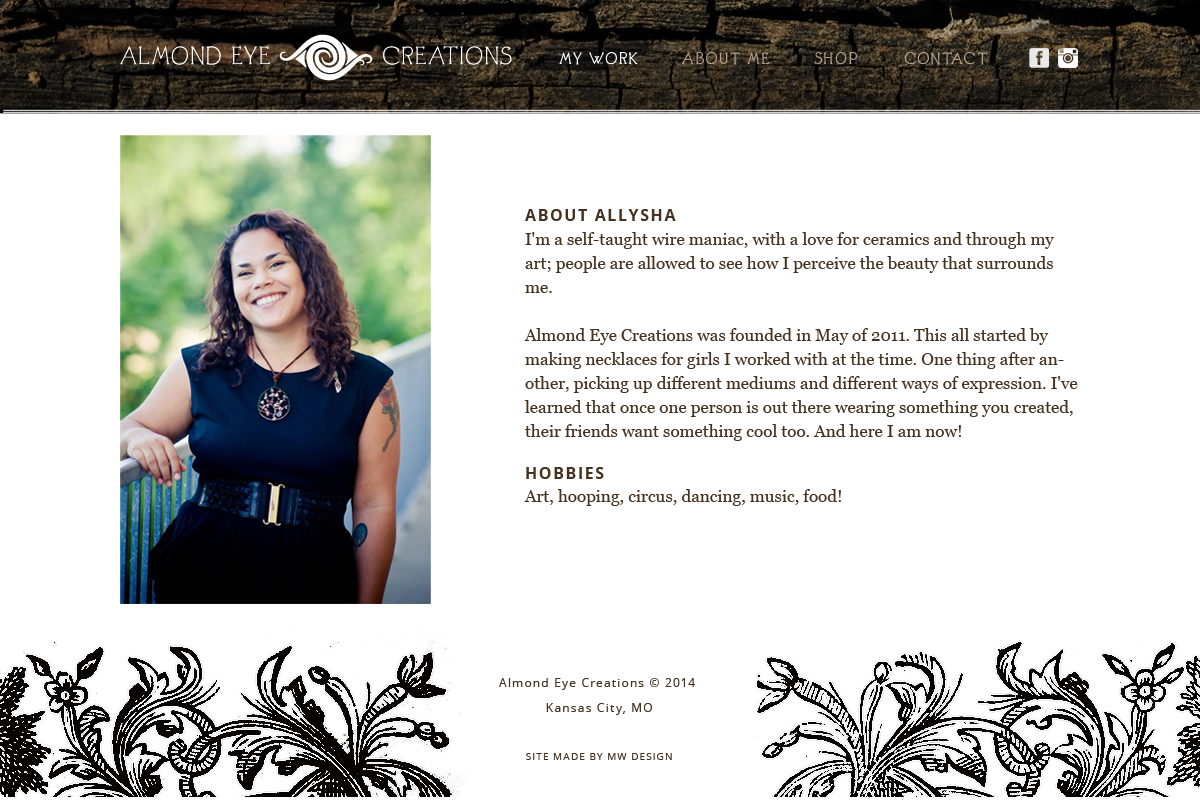 ALMOND EYE CREATIONS MY WORK ABOUT ME SHOP CONTACT
ABOUT ALLYSHA
I'm a self-taught wire maniac, with a love for ceramics and through my
art; people are allowed to see how I perceive the beauty that surrounds
me.
Almond Eye Creations was founded in May of 2011. This all started by
making necklaces for girls I worked with at the time. One thing after an-
other, picking up different mediums and different ways of expression. I've
learned that once one person is out there wearing something you created,
their friends want something cool too. And here I am now!
HOBBIES
Art, hooping, circus, dancing, music, food!
Almond Eye Creations © 2014
Kansas City, MO
SITE MADE BY MW DESIGN